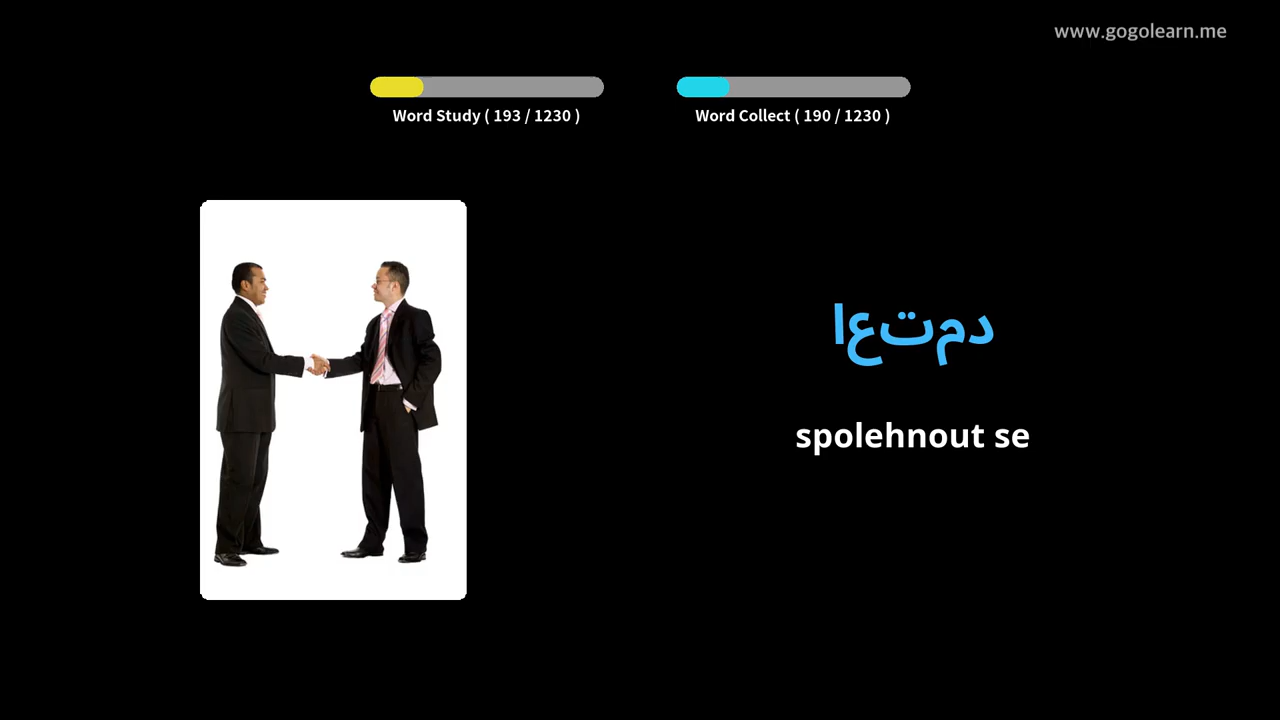 www.gogolearn.me
Word Study ( 193 / 1230 )
Word Collect ( 190 / 1230 )
اعتمد
spolehnout se